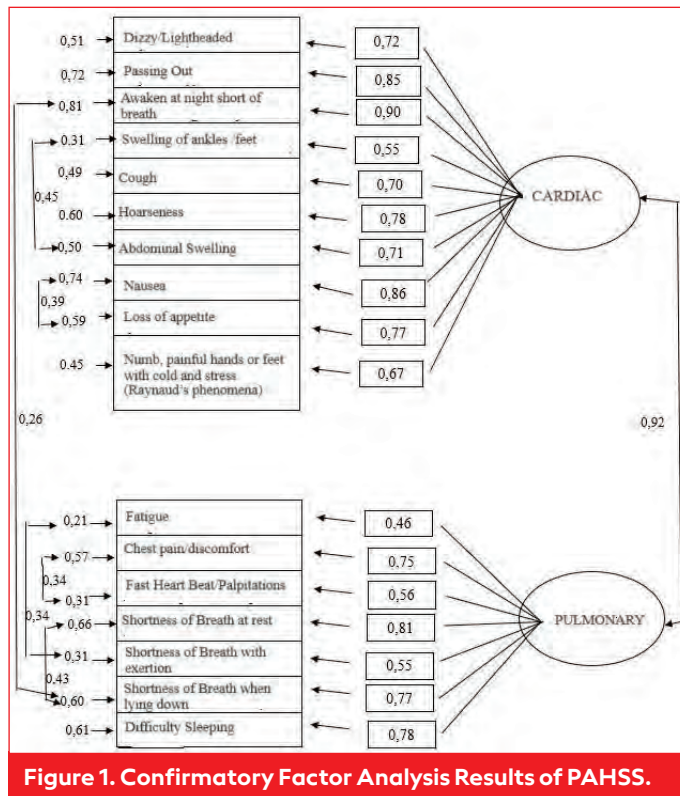 0,51 Dizzy/Lightheaded 0,72
0,72 Passing Out 0,85
0,81 Awaken at night short of
breath 0,90
0,31 Swelling of ankles /feet 0,55
0,49 Cough 0,70
0,45
CARDIAC
0,60 Hoarseness 0,78
0,50 Abdominal Swelling 0,71
0,74 Nausea 0,86
0,39
0,59 Loss of appetite 0,77
0.45 Numb, painful hands or feet
with cold and stress
(Raynaud's phenomena) 0,67
0,26
0,92
0,21 Fatigue 0,46
0,57 Chest pain/discomfort 0,75
0,34
0,31 Fast Heart Beat/Palpitations 0,56
0,34
0,66 Shortness of Breath at rest 0,81
PULMONARY
0,31 Shortness of Breath with
exertion 0,55
0,43
0,60 Shortness of Breath when
lying down 0,77
0,61 Difficulty Sleeping 0,78
Figure 1. Confirmatory Factor Analysis Results of PAHSS.